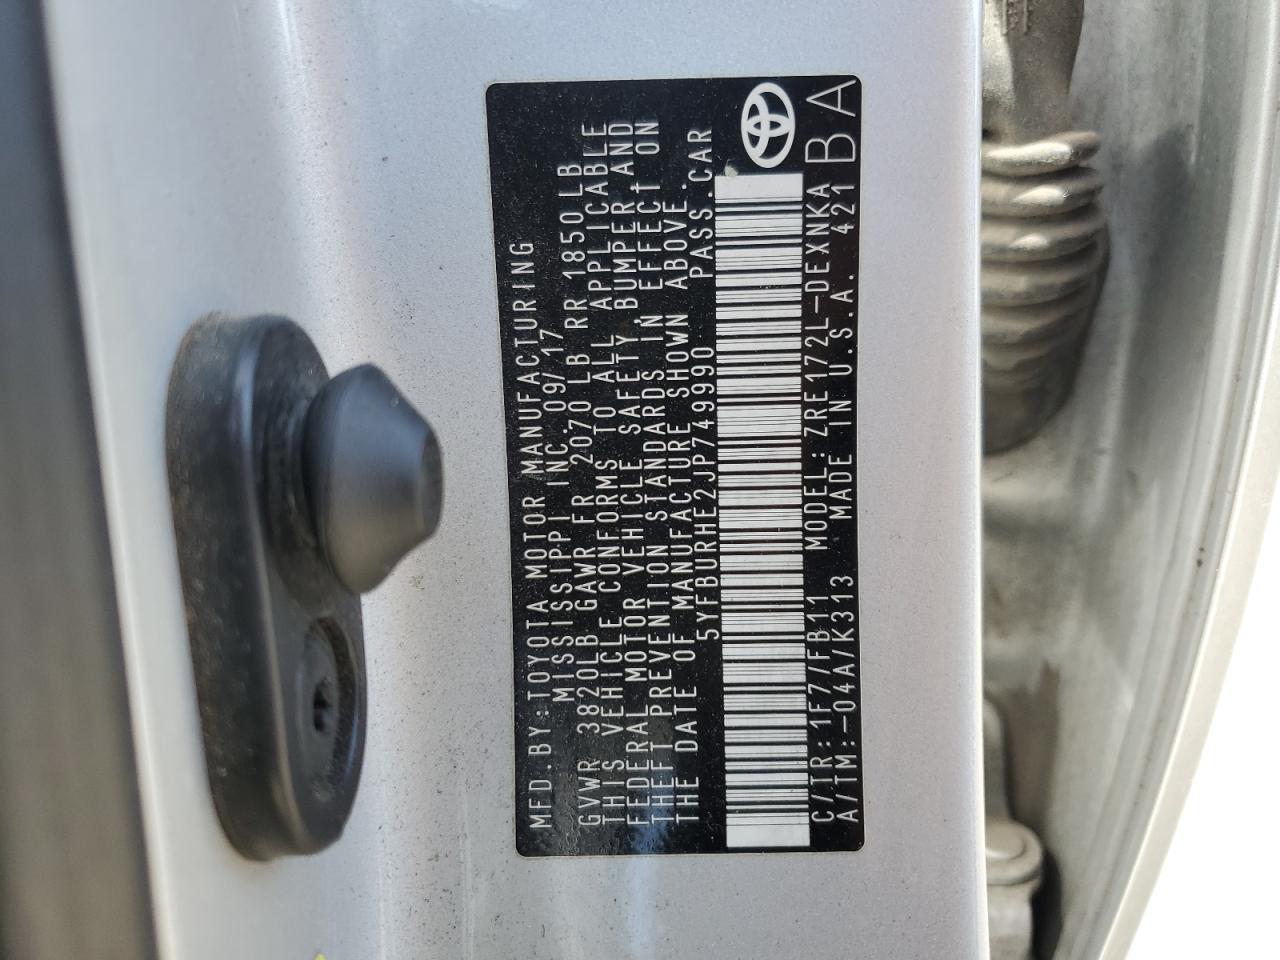 MFD.BY:TOYOTA MOTOR MANUFACTURING
MISSISSIPPI INC. 09/17
GVWR 3820LB GAWR FR 2070 LB RR 1850LB
THIS VEHICLE CONFORMS TO ALL APPLICABLE
FEDERAL MOTOR VEHICLE SAFETY,BUMPER,AND
THEFT PREVENTION STANDARDS IN EFFECT ON
THE DATE OF MANUFACTURE SHOWN ABOVE.
5YFBURHE2JP749990 PASS.CAR
C/TR:1F7/FB11 MODEL:ZRE172L-DEXNKA
A/TM:-04A/K313 MADE IN U.S.A. 421
BA